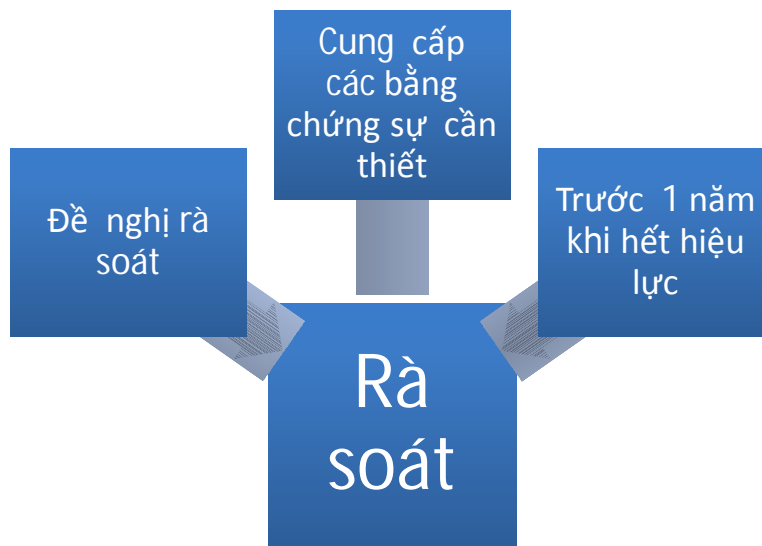 Cung cấp
các bằng
chứng sự cần
thiết
Đề nghị rà
soát
Trước 1 năm
khi hết hiệu
lực
Rà
soát